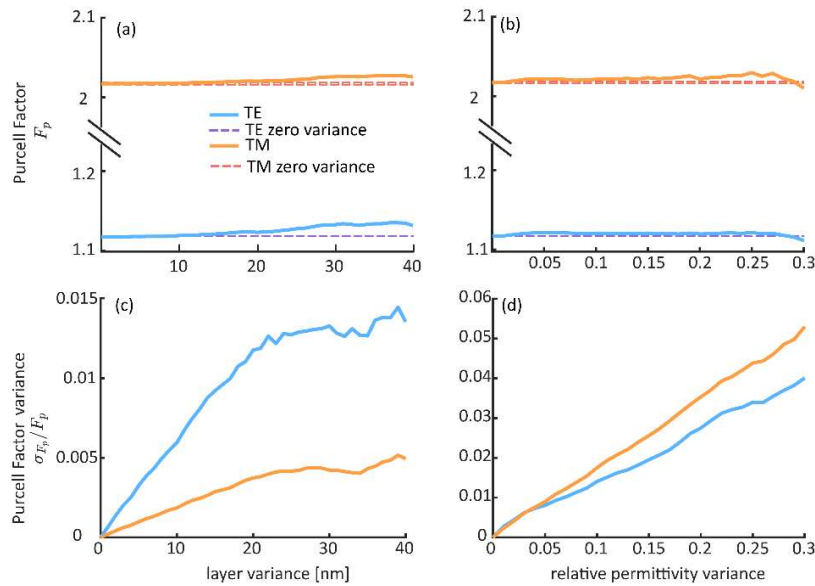 (a)
(b)
2.1
2
1.2
1.1
Purcell Factor
F_p
TE
TE zero variance
TM
TM zero variance
10 20 30 40
2.1
2
1.2
1.1
0.05 0.1 0.15 0.2 0.25 0.3
(c)
(d)
0.015
0.01
0.005
0
Purcell Factor variance
σ_{F_p}/F_p
0 10 20 30 40
layer variance [nm]
0.06
0.05
0.04
0.03
0.02
0.01
0
0 0.05 0.1 0.15 0.2 0.25 0.3
relative permittivity variance